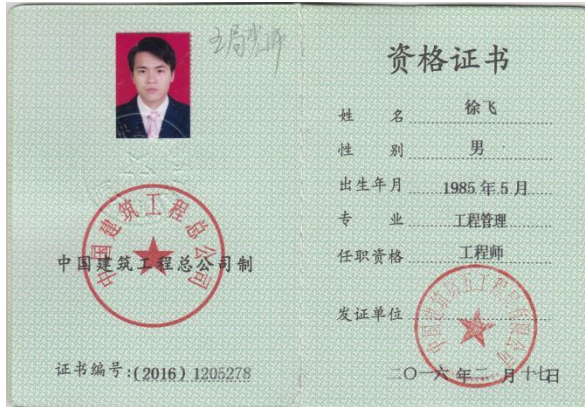 中国建筑工程总公司
中国建筑工程总公司制
证书编号:(2016)1205278
资格证书
姓 名 徐飞
性 别 男
出生年月 1985年5月
专 业 工程管理
任职资格 工程师
发证单位
二〇一六年二月十七日